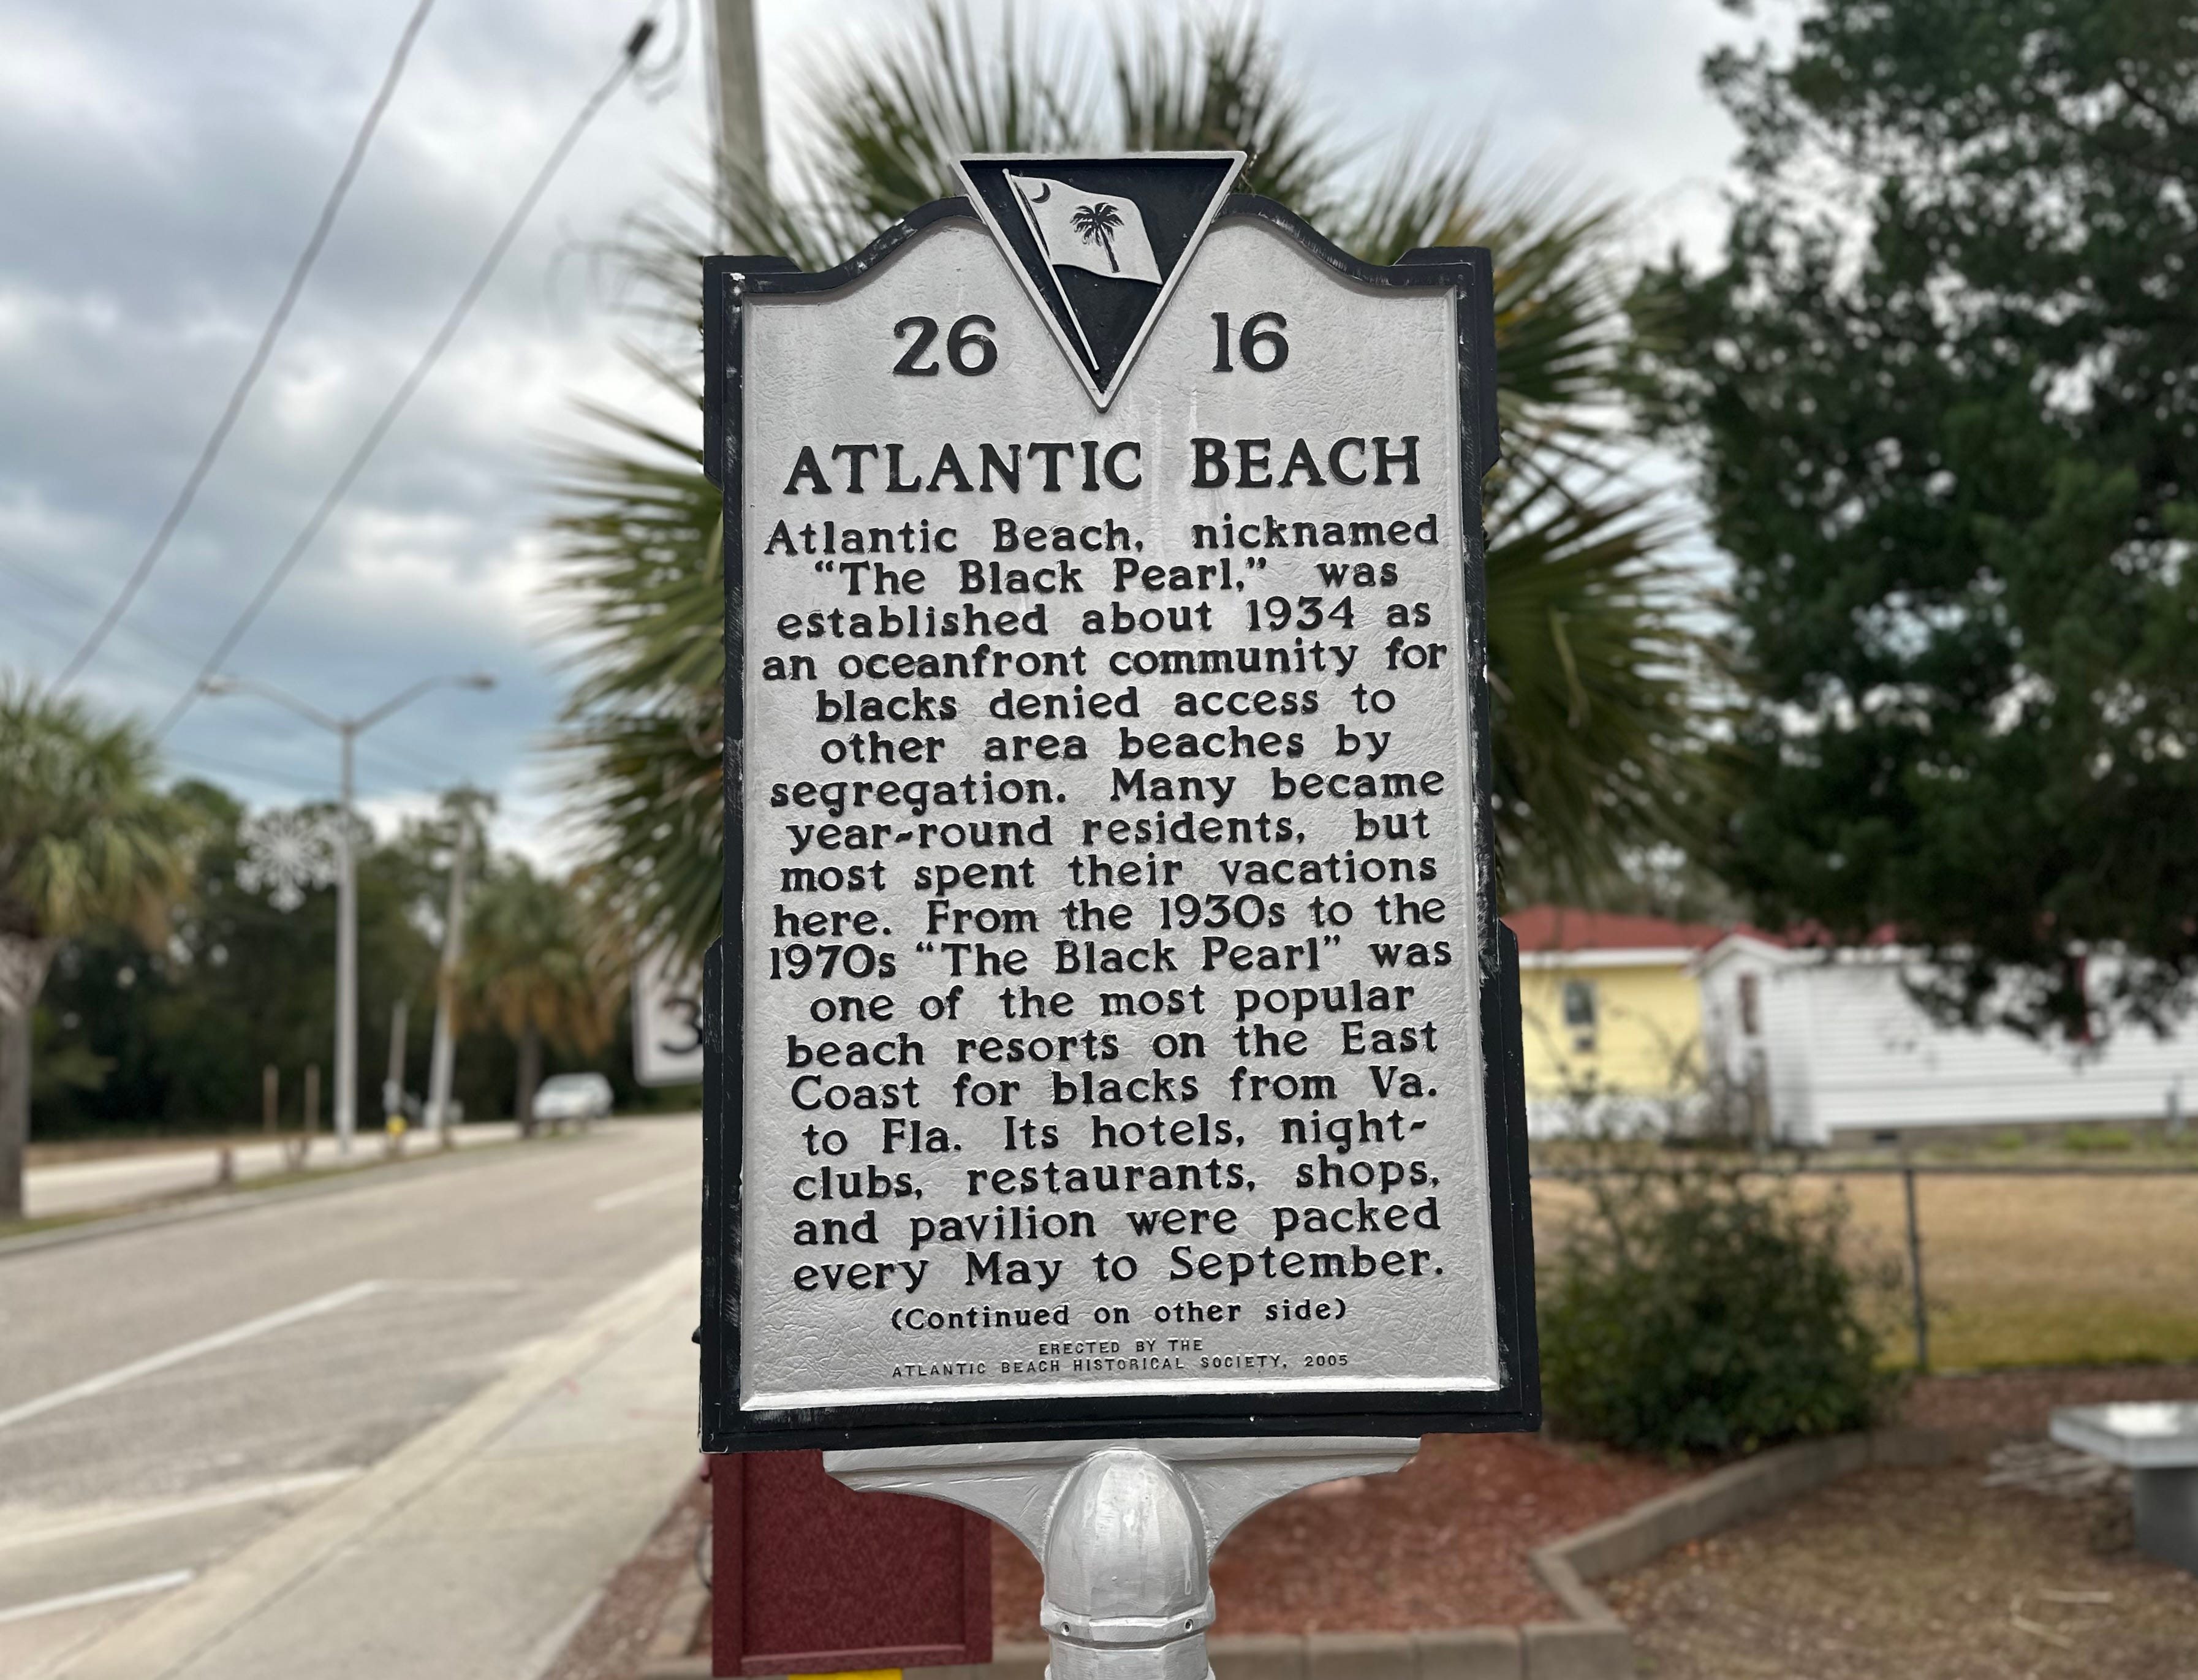 26 16
ATLANTIC BEACH
Atlantic Beach, nicknamed
“The Black Pearl,” was
established about 1934 as
an oceanfront community for
blacks denied access to
other area beaches by
segregation. Many became
year-round residents, but
most spent their vacations
here. From the 1930s to the
1970s “The Black Pearl” was
one of the most popular
beach resorts on the East
Coast for blacks from Va.
to Fla. Its hotels, night-
clubs, restaurants, shops,
and pavilion were packed
every May to September.
(Continued on other side)
ERECTED BY THE
ATLANTIC BEACH HISTORICAL SOCIETY, 2005
3